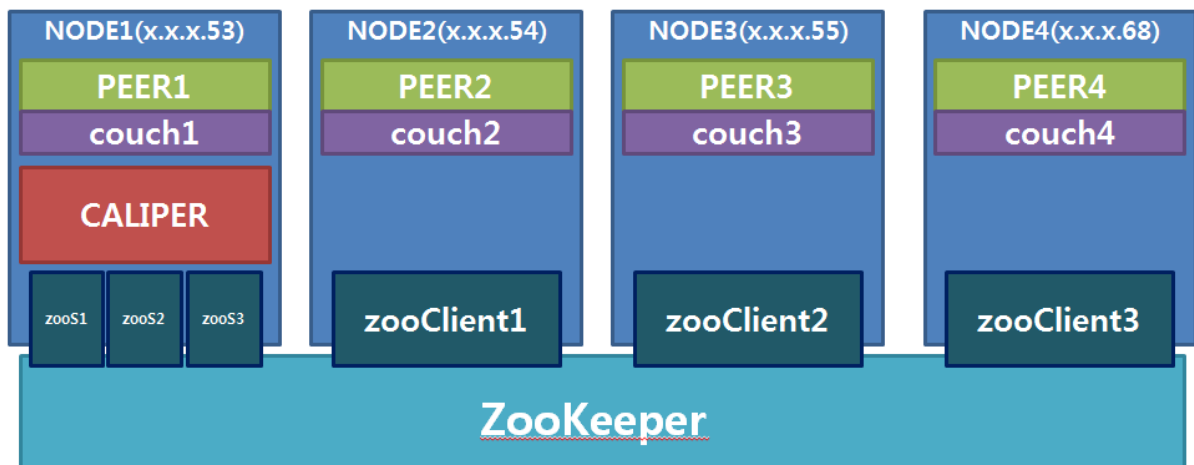 NODE1(x.x.x.53)
PEER1
couch1
CALIPER
zooS1
zooS2
zooS3
NODE2(x.x.x.54)
PEER2
couch2
zooClient1
NODE3(x.x.x.55)
PEER3
couch3
zooClient2
NODE4(x.x.x.68)
PEER4
couch4
zooClient3
ZooKeeper